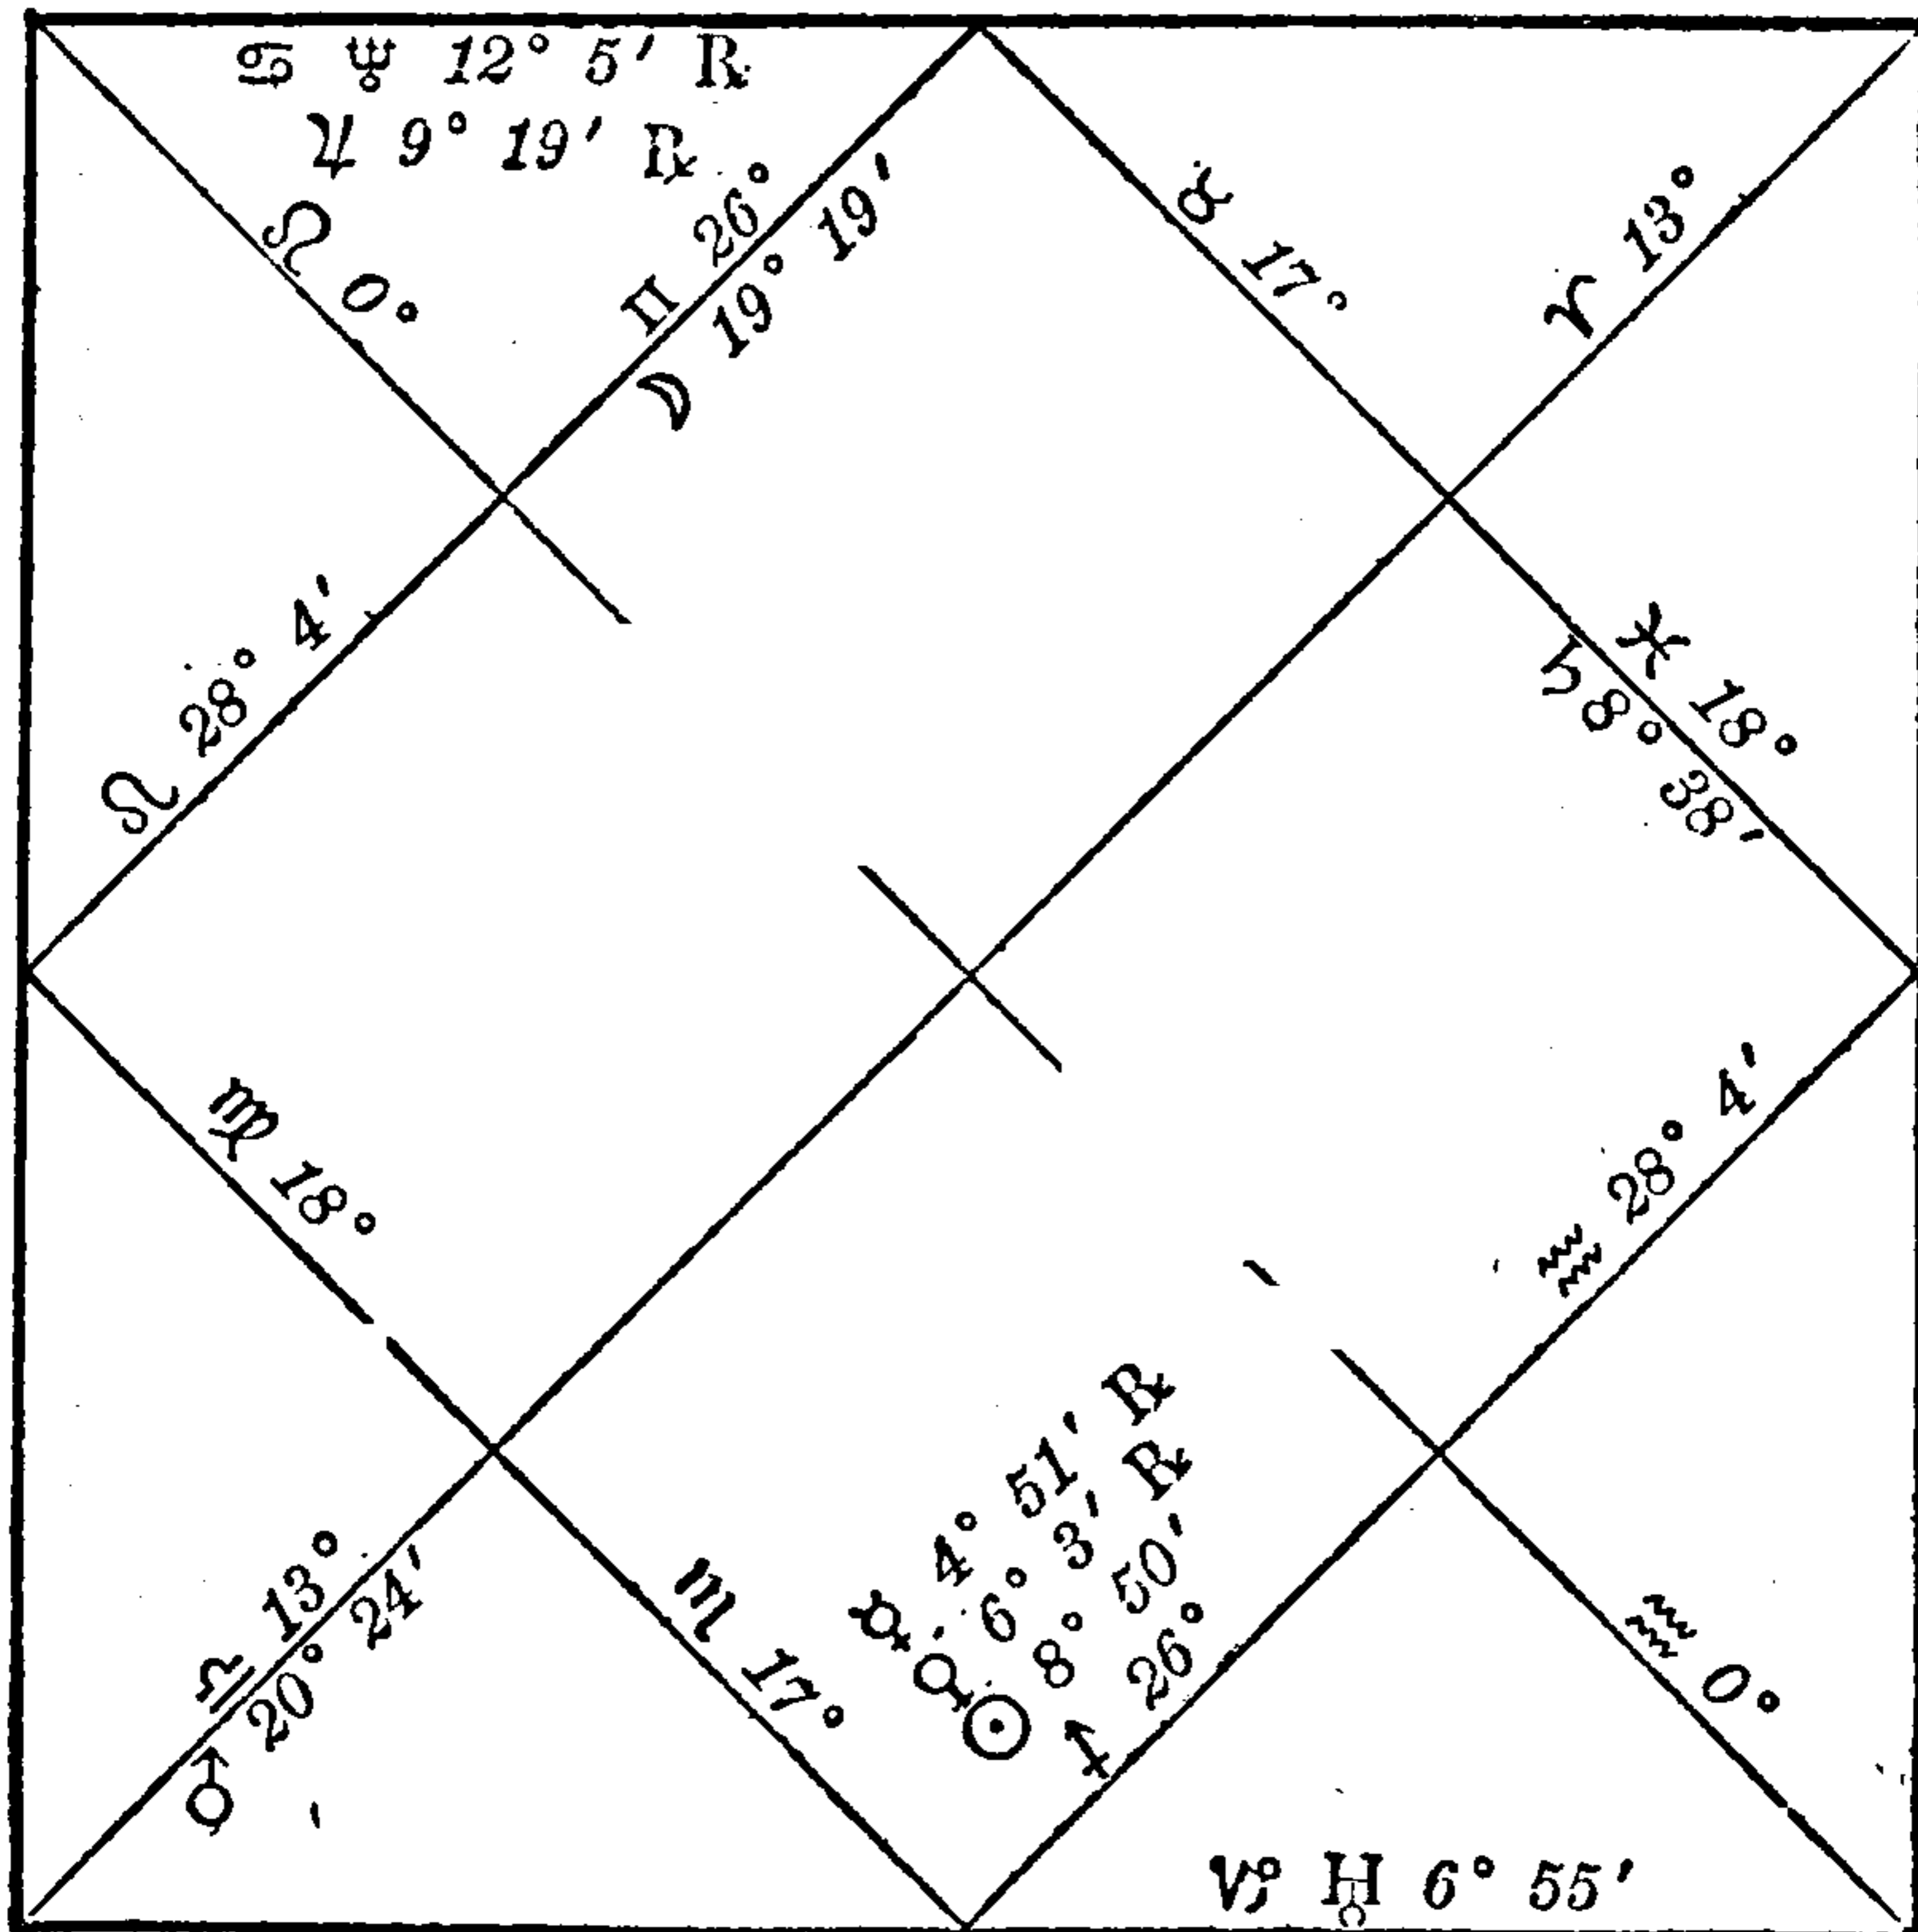 ♋ ♆ 12° 5′ ℞
♃ 9° 19′ ℞
♌ 0°
♊ 26°
☽ 19° 19′
♉ 17°
♈ 13°
♌ 28° 4′
♓ 18°
♄ 8° 38′
♍ 18°
♒ 28° 4′
♎ 13°
♂ 20° 24′
♏ 17°
☿ 4° 51′ ℞
♀ 6° 3′ ℞
☉ 8° 50′
♐ 26°
♒ 0°
♑ ♅ 6° 55′